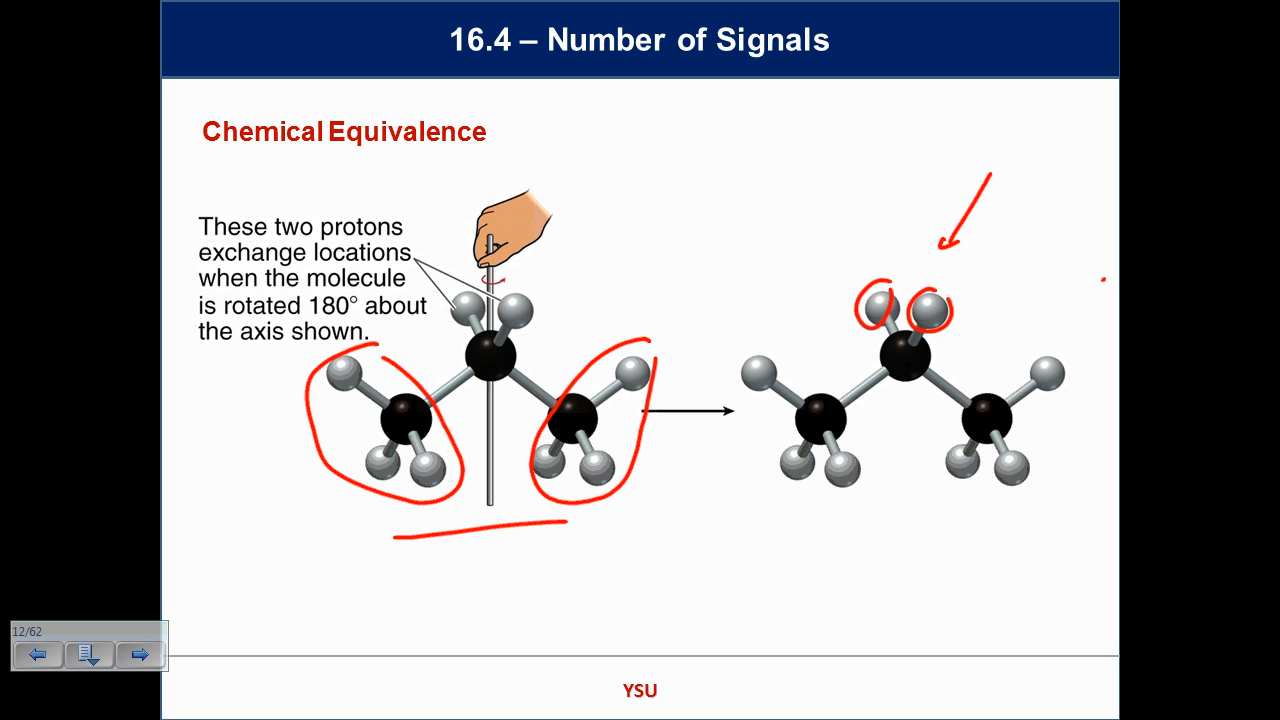 16.4 – Number of Signals
Chemical Equivalence
These two protons
exchange locations
when the molecule
is rotated 180° about
the axis shown.
12/62
YSU